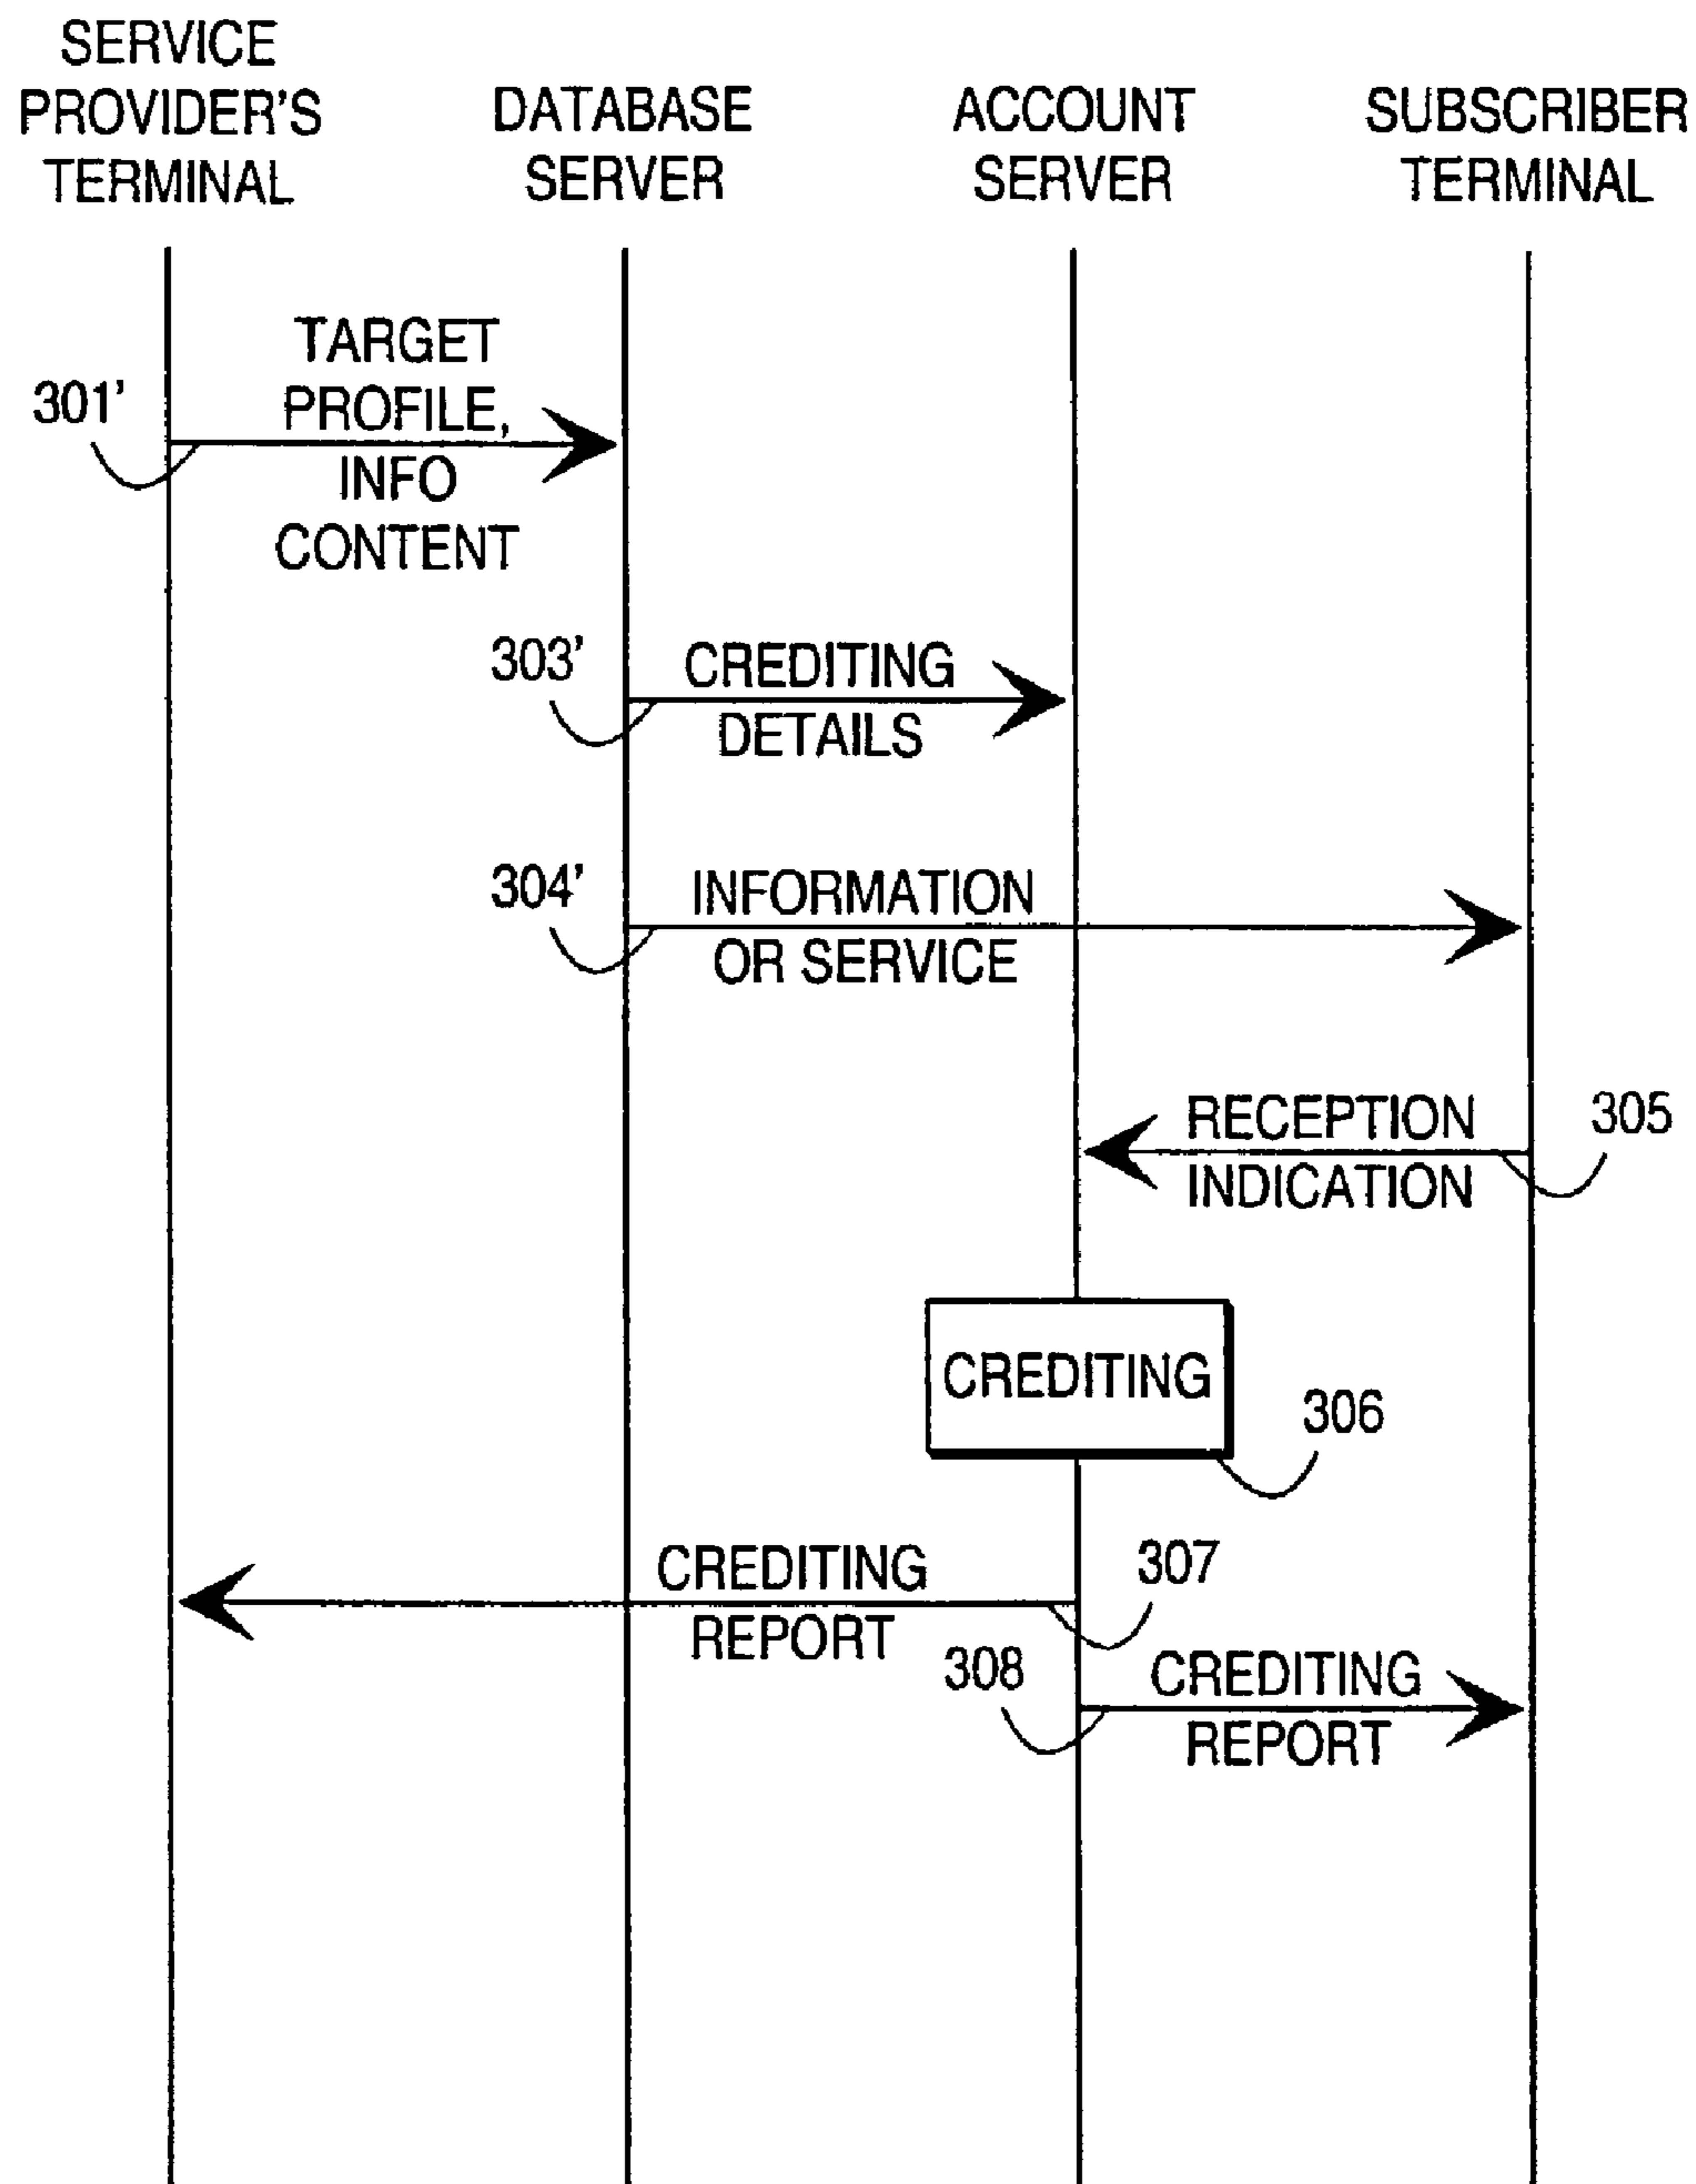 SERVICE
PROVIDER'S
TERMINAL
DATABASE
SERVER
ACCOUNT
SERVER
SUBSCRIBER
TERMINAL
301'
TARGET
PROFILE,
INFO
CONTENT
303'
CREDITING
DETAILS
304'
INFORMATION
OR SERVICE
RECEPTION
INDICATION
305
CREDITING
306
CREDITING
REPORT
307
308
CREDITING
REPORT